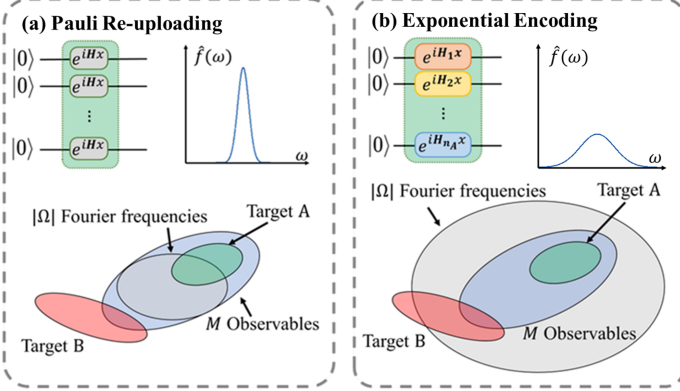 (a) Pauli Re-uploading
|0⟩ e^{iHx}
|0⟩ e^{iHx}
⋮
|0⟩ e^{iHx}
f̂(ω)
ω
|Ω| Fourier frequencies
Target A
M Observables
Target B
(b) Exponential Encoding
|0⟩ e^{iH_1x}
|0⟩ e^{iH_2x}
⋮
|0⟩ e^{iH_{n_A}x}
f̂(ω)
ω
|Ω| Fourier frequencies
Target A
M Observables
Target B